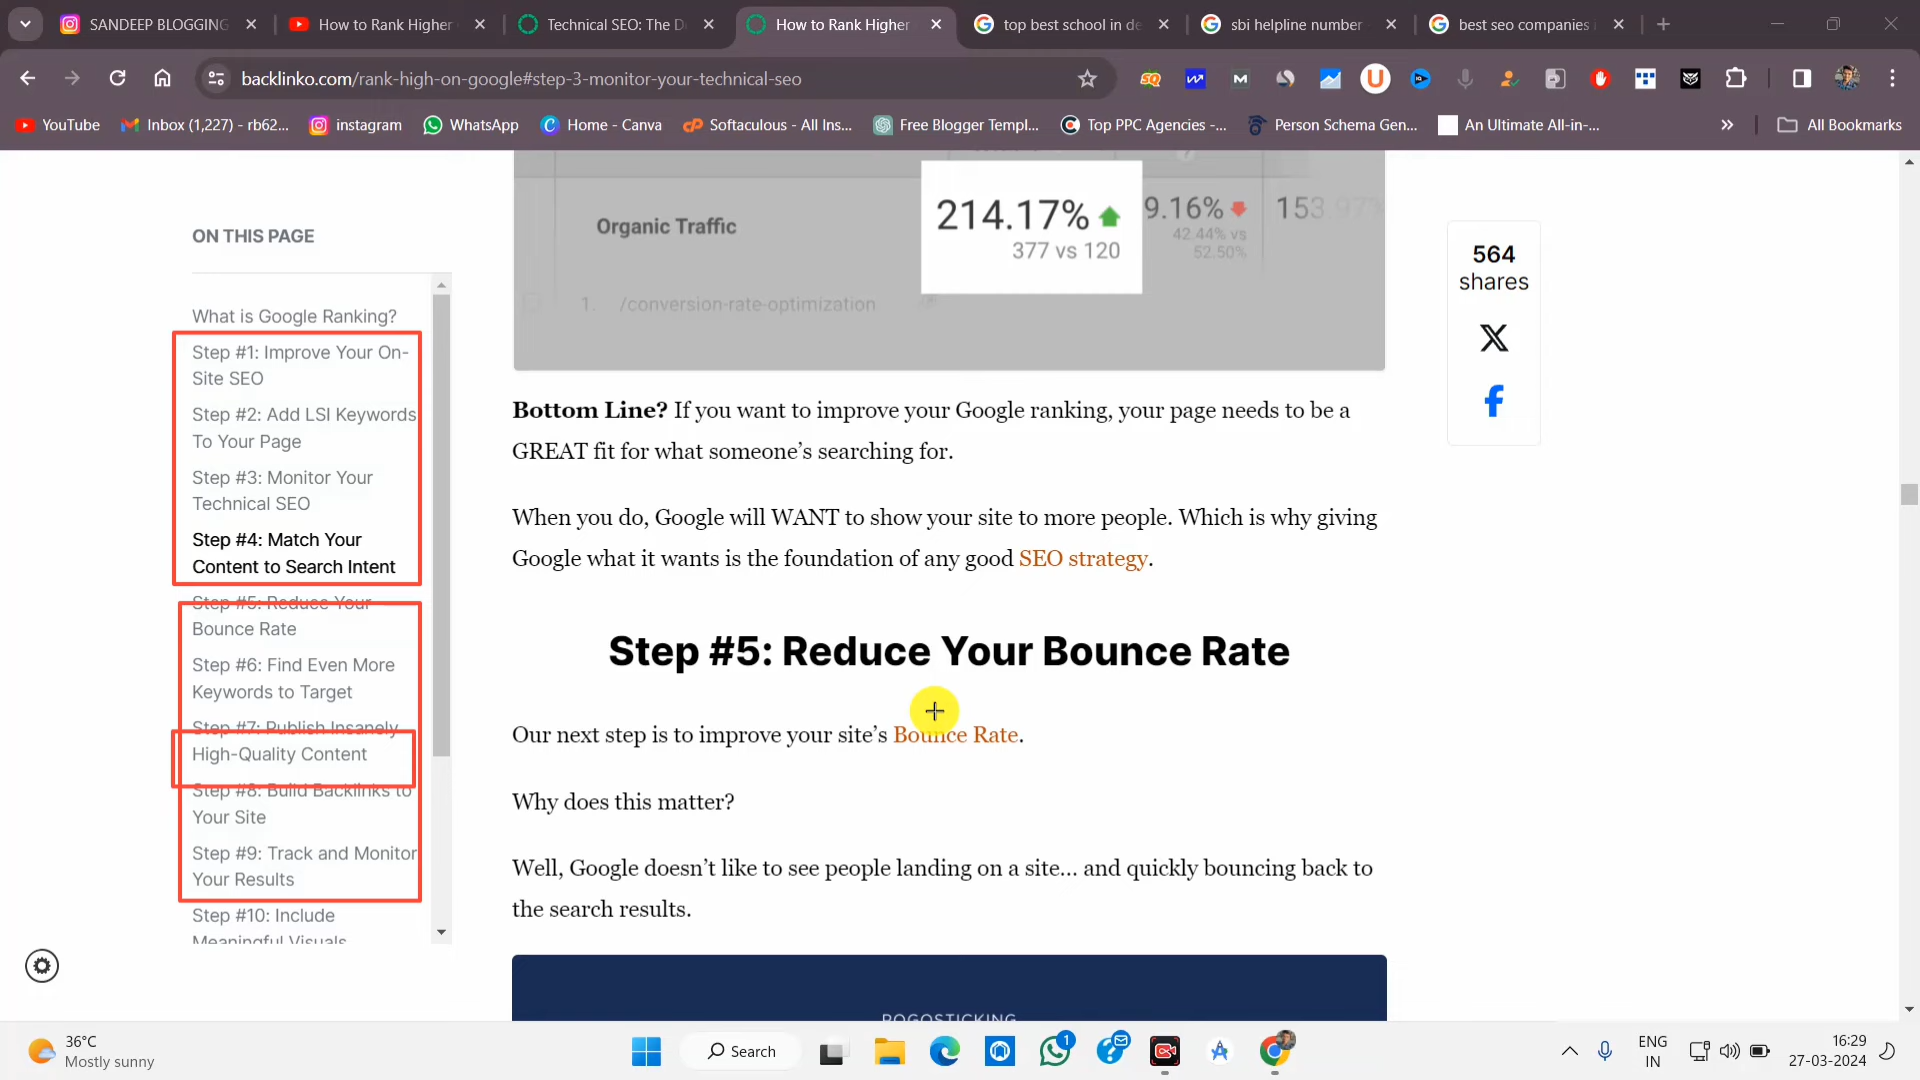 SANDEEP BLOGGING
How to Rank Higher
Technical SEO: The D
How to Rank Higher
top best school in de
sbi helpline number
best seo companies
backlinko.com/rank-high-on-google#step-3-monitor-your-technical-seo
YouTube
Inbox (1,227) - rb62...
instagram
WhatsApp
Home - Canva
Softaculous - All Ins...
Free Blogger Templ...
Top PPC Agencies -...
Person Schema Gen...
An Ultimate All-in-...
All Bookmarks
ON THIS PAGE
What is Google Ranking?
Step #1: Improve Your On-
Site SEO
Step #2: Add LSI Keywords
To Your Page
Step #3: Monitor Your
Technical SEO
Step #4: Match Your
Content to Search Intent
Step #5: Reduce Your
Bounce Rate
Step #6: Find Even More
Keywords to Target
Step #7: Publish Insanely
High-Quality Content
Step #8: Build Backlinks to
Your Site
Step #9: Track and Monitor
Your Results
Step #10: Include
Meaningful Visuals
Organic Traffic
214.17%
377 vs 120
9.16%
42.44% vs
52.50%
153.97%
1. /conversion-rate-optimization
Bottom Line? If you want to improve your Google ranking, your page needs to be a
GREAT fit for what someone’s searching for.
When you do, Google will WANT to show your site to more people. Which is why giving
Google what it wants is the foundation of any good SEO strategy.
Step #5: Reduce Your Bounce Rate
Our next step is to improve your site’s Bounce Rate.
Why does this matter?
Well, Google doesn’t like to see people landing on a site… and quickly bouncing back to
the search results.
POGOSTICKING
564
shares
36°C
Mostly sunny
Search
1
ENG
IN
16:29
27-03-2024